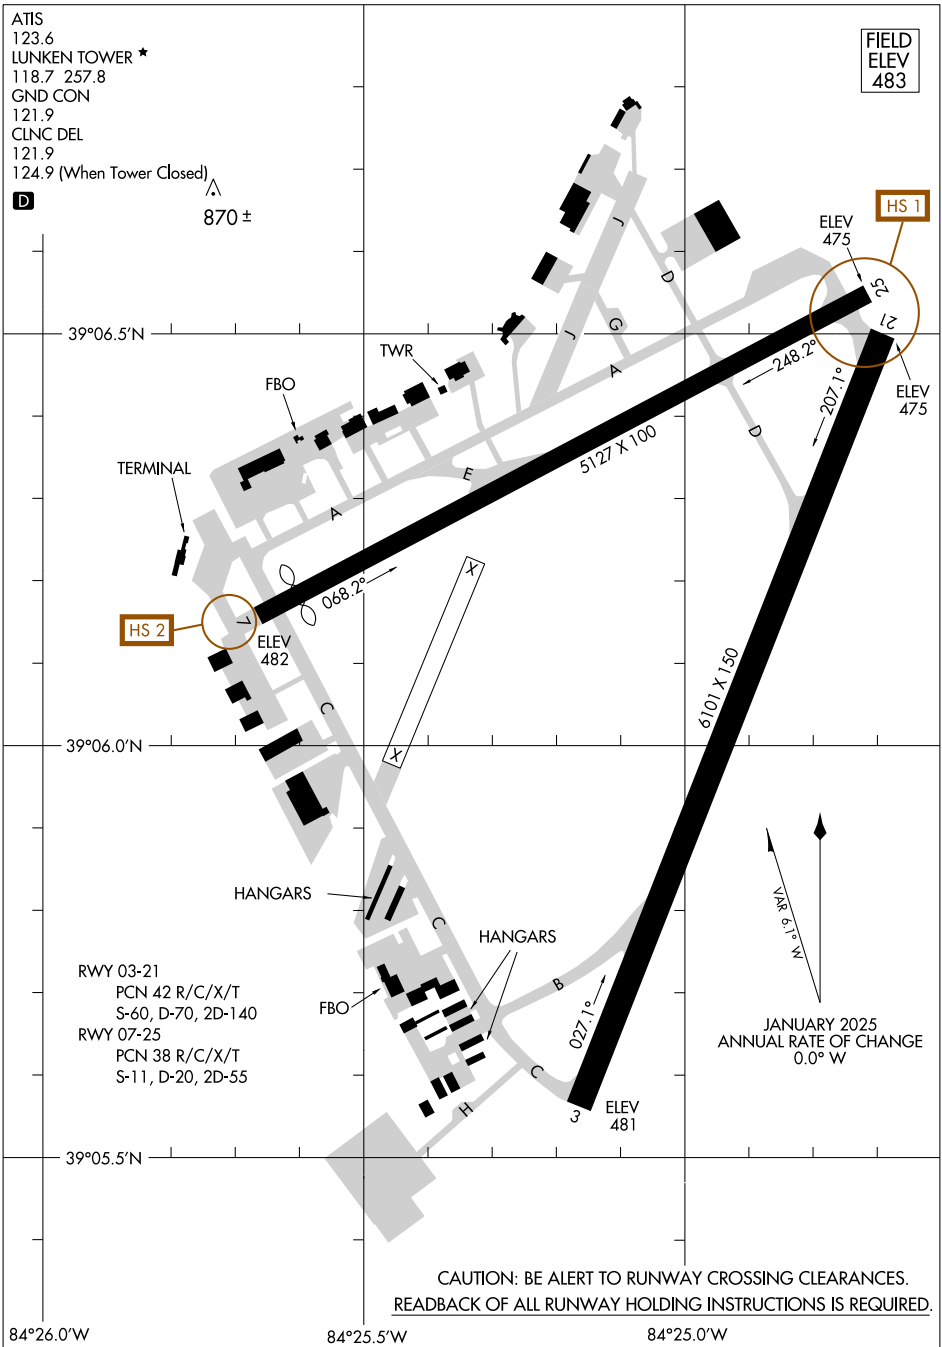 ATIS
123.6
LUNKEN TOWER ★
118.7 257.8
GND CON
121.9
CLNC DEL
121.9
124.9 (When Tower Closed)
D
870 ±
FIELD
ELEV
483
HS 1
ELEV
475
25
21
ELEV
475
J
D
G
J
A
248.2°
207.1°
39°06.5'N
TWR
FBO
D
5127 X 100
TERMINAL
E
A
X
068.2°
HS 2
7
ELEV
482
6101 X 150
C
39°06.0'N
X
VAR 6.1° W
HANGARS
C
HANGARS
RWY 03-21
PCN 42 R/C/X/T
S-60, D-70, 2D-140
RWY 07-25
PCN 38 R/C/X/T
S-11, D-20, 2D-55
FBO
B
027.1°
JANUARY 2025
ANNUAL RATE OF CHANGE
0.0° W
C
H
3
ELEV
481
39°05.5'N
CAUTION: BE ALERT TO RUNWAY CROSSING CLEARANCES.
READBACK OF ALL RUNWAY HOLDING INSTRUCTIONS IS REQUIRED.
84°26.0'W
84°25.5'W
84°25.0'W